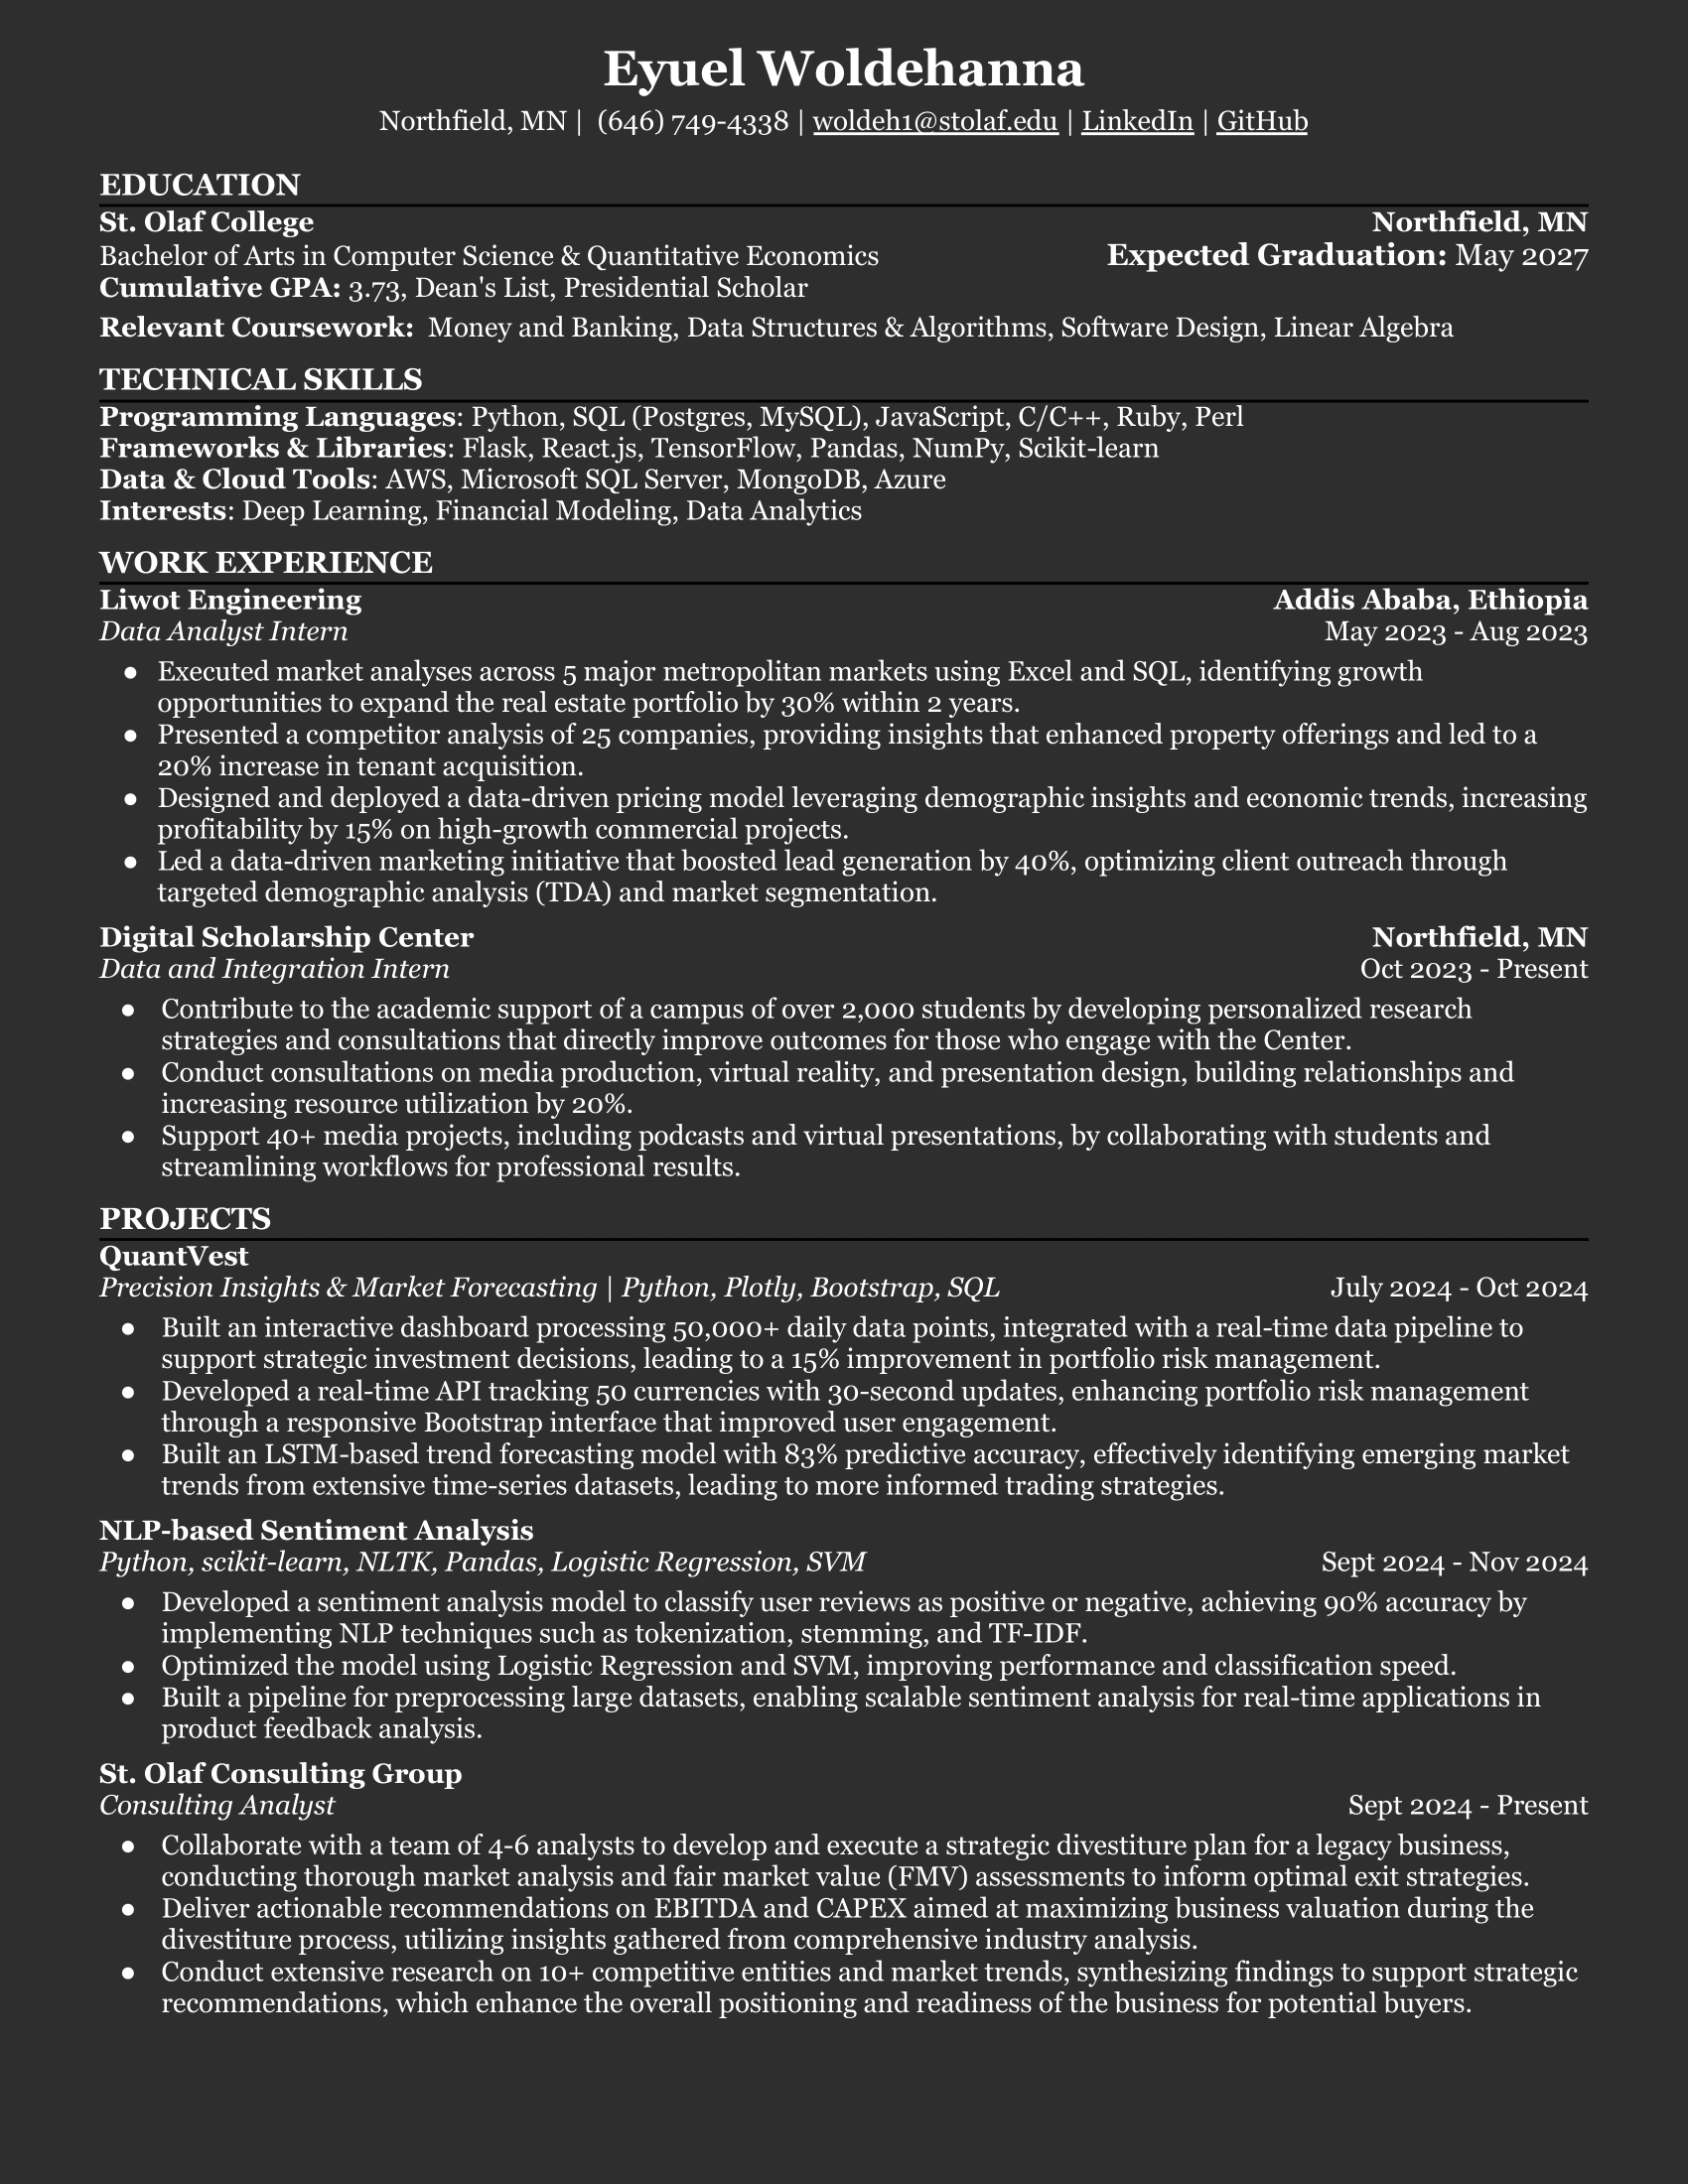 Eyuel Woldehanna
Northfield, MN | (646) 749-4338 | woldeh1@stolaf.edu | LinkedIn | GitHub
EDUCATION
St. Olaf College Northfield, MN
Bachelor of Arts in Computer Science & Quantitative Economics Expected Graduation: May 2027
Cumulative GPA: 3.73, Dean's List, Presidential Scholar
Relevant Coursework: Money and Banking, Data Structures & Algorithms, Software Design, Linear Algebra
TECHNICAL SKILLS
Programming Languages: Python, SQL (Postgres, MySQL), JavaScript, C/C++, Ruby, Perl
Frameworks & Libraries: Flask, React.js, TensorFlow, Pandas, NumPy, Scikit-learn
Data & Cloud Tools: AWS, Microsoft SQL Server, MongoDB, Azure
Interests: Deep Learning, Financial Modeling, Data Analytics
WORK EXPERIENCE
Liwot Engineering Addis Ababa, Ethiopia
Data Analyst Intern May 2023 - Aug 2023
● Executed market analyses across 5 major metropolitan markets using Excel and SQL, identifying growth
opportunities to expand the real estate portfolio by 30% within 2 years.
● Presented a competitor analysis of 25 companies, providing insights that enhanced property offerings and led to a
20% increase in tenant acquisition.
● Designed and deployed a data-driven pricing model leveraging demographic insights and economic trends, increasing
profitability by 15% on high-growth commercial projects.
● Led a data-driven marketing initiative that boosted lead generation by 40%, optimizing client outreach through
targeted demographic analysis (TDA) and market segmentation.
Digital Scholarship Center Northfield, MN
Data and Integration Intern Oct 2023 - Present
● Contribute to the academic support of a campus of over 2,000 students by developing personalized research
strategies and consultations that directly improve outcomes for those who engage with the Center.
● Conduct consultations on media production, virtual reality, and presentation design, building relationships and
increasing resource utilization by 20%.
● Support 40+ media projects, including podcasts and virtual presentations, by collaborating with students and
streamlining workflows for professional results.
PROJECTS
QuantVest
Precision Insights & Market Forecasting | Python, Plotly, Bootstrap, SQL July 2024 - Oct 2024
● Built an interactive dashboard processing 50,000+ daily data points, integrated with a real-time data pipeline to
support strategic investment decisions, leading to a 15% improvement in portfolio risk management.
● Developed a real-time API tracking 50 currencies with 30-second updates, enhancing portfolio risk management
through a responsive Bootstrap interface that improved user engagement.
● Built an LSTM-based trend forecasting model with 83% predictive accuracy, effectively identifying emerging market
trends from extensive time-series datasets, leading to more informed trading strategies.
NLP-based Sentiment Analysis
Python, scikit-learn, NLTK, Pandas, Logistic Regression, SVM Sept 2024 - Nov 2024
● Developed a sentiment analysis model to classify user reviews as positive or negative, achieving 90% accuracy by
implementing NLP techniques such as tokenization, stemming, and TF-IDF.
● Optimized the model using Logistic Regression and SVM, improving performance and classification speed.
● Built a pipeline for preprocessing large datasets, enabling scalable sentiment analysis for real-time applications in
product feedback analysis.
St. Olaf Consulting Group
Consulting Analyst Sept 2024 - Present
● Collaborate with a team of 4-6 analysts to develop and execute a strategic divestiture plan for a legacy business,
conducting thorough market analysis and fair market value (FMV) assessments to inform optimal exit strategies.
● Deliver actionable recommendations on EBITDA and CAPEX aimed at maximizing business valuation during the
divestiture process, utilizing insights gathered from comprehensive industry analysis.
● Conduct extensive research on 10+ competitive entities and market trends, synthesizing findings to support strategic
recommendations, which enhance the overall positioning and readiness of the business for potential buyers.